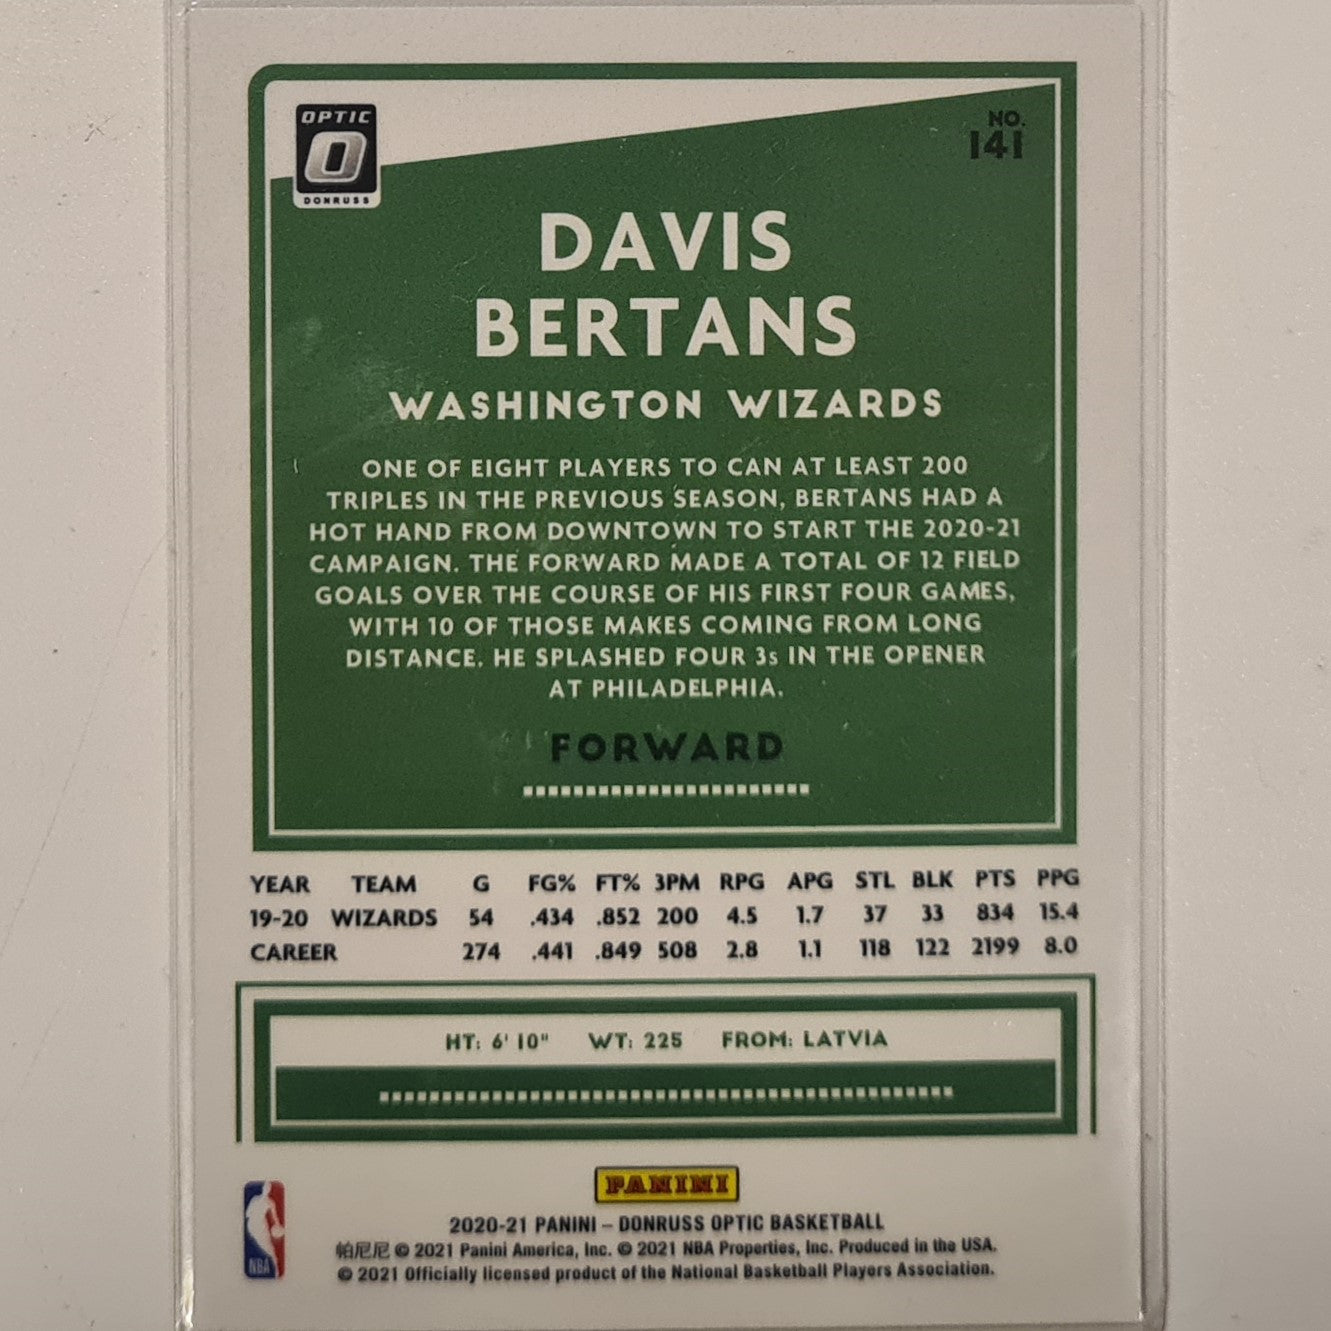 OPTIC
DONRUSS
NO.
141
DAVIS
BERTANS
WASHINGTON WIZARDS
ONE OF EIGHT PLAYERS TO CAN AT LEAST 200
TRIPLES IN THE PREVIOUS SEASON, BERTANS HAD A
HOT HAND FROM DOWNTOWN TO START THE 2020-21
CAMPAIGN. THE FORWARD MADE A TOTAL OF 12 FIELD
GOALS OVER THE COURSE OF HIS FIRST FOUR GAMES,
WITH 10 OF THOSE MAKES COMING FROM LONG
DISTANCE. HE SPLASHED FOUR 3s IN THE OPENER
AT PHILADELPHIA.
FORWARD
YEAR TEAM G FG% FT% 3PM RPG APG STL BLK PTS PPG
19-20 WIZARDS 54 .434 .852 200 4.5 1.7 37 33 834 15.4
CAREER 274 .441 .849 508 2.8 1.1 118 122 2199 8.0
HT: 6' 10" WT: 225 FROM: LATVIA
PANINI
2020-21 PANINI – DONRUSS OPTIC BASKETBALL
帕尼尼 © 2021 Panini America, Inc. © 2021 NBA Properties, Inc. Produced in the USA.
© 2021 Officially licensed product of the National Basketball Players Association.
NBA